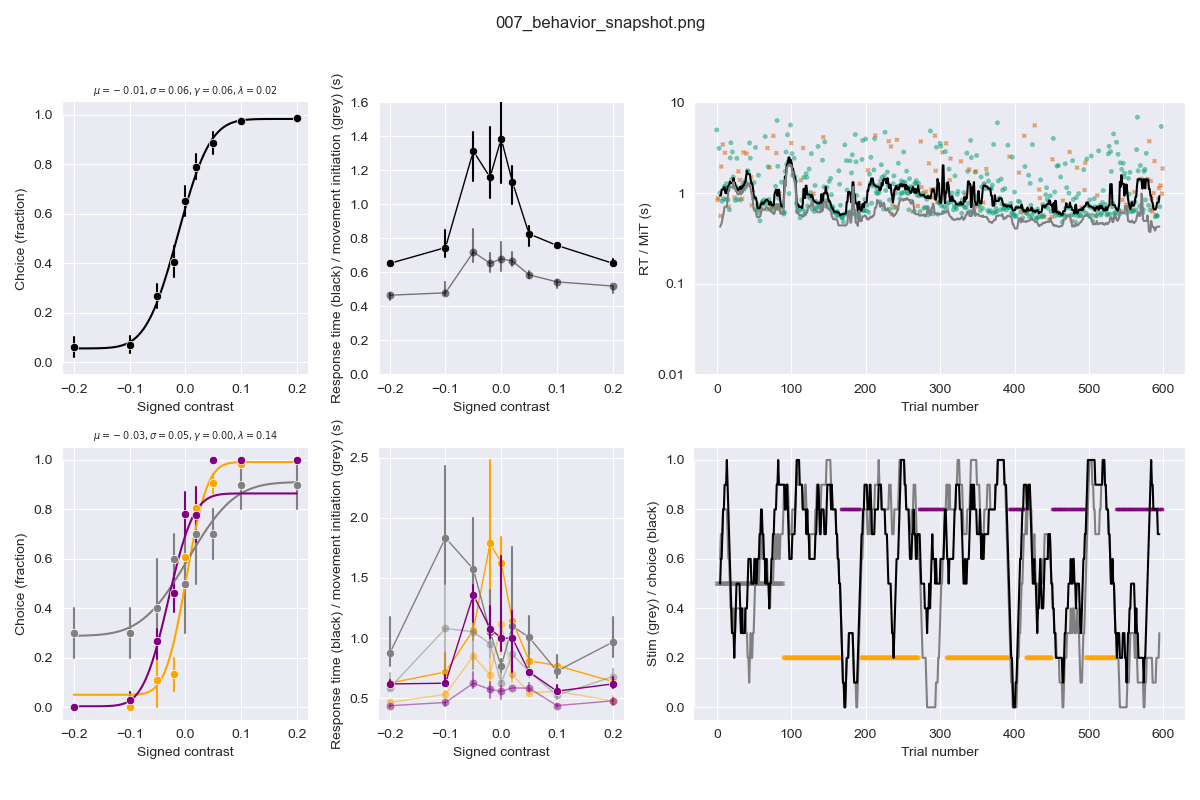 007_behavior_snapshot.png
μ = − 0.01, σ = 0.06, γ = 0.06, λ = 0.02
Choice (fraction)
1.0
0.8
0.6
0.4
0.2
0.0
−0.2 −0.1 0.0 0.1 0.2
Signed contrast
Response time (black) / movement initiation (grey) (s)
1.6
1.4
1.2
1.0
0.8
0.6
0.4
0.2
0.0
−0.2 −0.1 0.0 0.1 0.2
Signed contrast
RT / MiT (s)
10
1
0.1
0.01
0 100 200 300 400 500 600
Trial number
μ = − 0.03, σ = 0.05, γ = 0.00, λ = 0.14
Choice (fraction)
1.0
0.8
0.6
0.4
0.2
0.0
−0.2 −0.1 0.0 0.1 0.2
Signed contrast
Response time (black) / movement initiation (grey) (s)
2.5
2.0
1.5
1.0
0.5
−0.2 −0.1 0.0 0.1 0.2
Signed contrast
Stim (grey) / choice (black)
1.0
0.8
0.6
0.4
0.2
0.0
0 100 200 300 400 500 600
Trial number